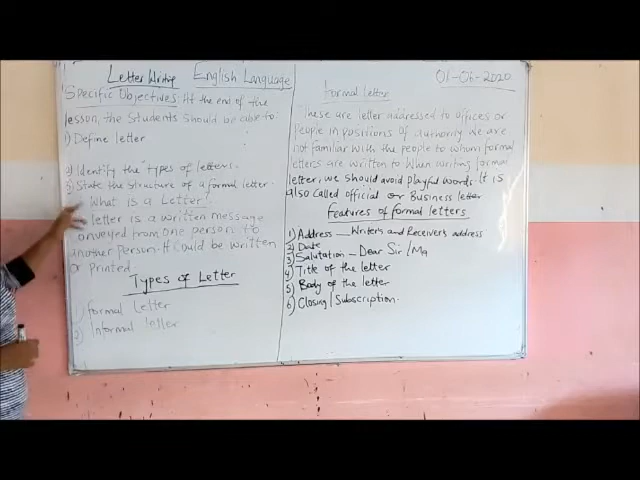 Letter Writing
English Language
Specific Objectives: At the end of the
lesson, the students should be able to:
1) Define letter
2) Identify the types of letters.
3) State the structure of a formal letter.
What is a Letter?
letter is a written message
onveyed from one person to
another person. It could be written
or printed
Types of Letter
1) formal Letter
2) Informal letter
01-06-2020
Formal letter
These are letter addressed to offices or
people in positions of authority we are
not familiar with the people to whom formal
letters are written to. When writing formal
letter, we should avoid playful words. It is
also called official or Business letter
Features of formal letters
1) Address — Writer's and Receiver's address
2) Date
3) Salutation — Dear Sir / Ma
4) Title of the letter
5) Body of the letter
6) Closing / Subscription.